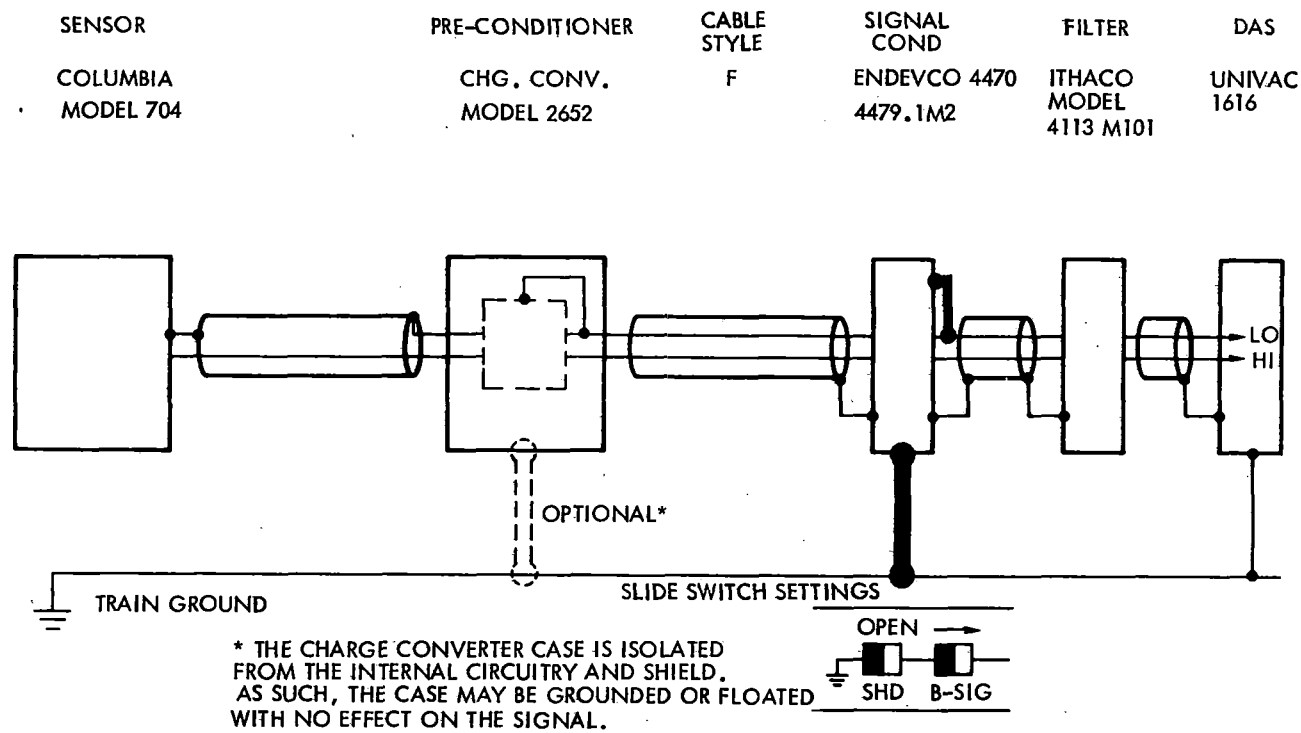 SENSOR
PRE-CONDITIONER
CABLE
STYLE
SIGNAL
COND
FILTER
DAS
COLUMBIA
MODEL 704
CHG. CONV.
MODEL 2652
F
ENDEVCO 4470
4479.1M2
ITHACO
MODEL
4113 M101
UNIVAC
1616
LO
HI
OPTIONAL*
TRAIN GROUND
SLIDE SWITCH SETTINGS
OPEN
SHD B-SIG
* THE CHARGE CONVERTER CASE IS ISOLATED
FROM THE INTERNAL CIRCUITRY AND SHIELD.
AS SUCH, THE CASE MAY BE GROUNDED OR FLOATED
WITH NO EFFECT ON THE SIGNAL.